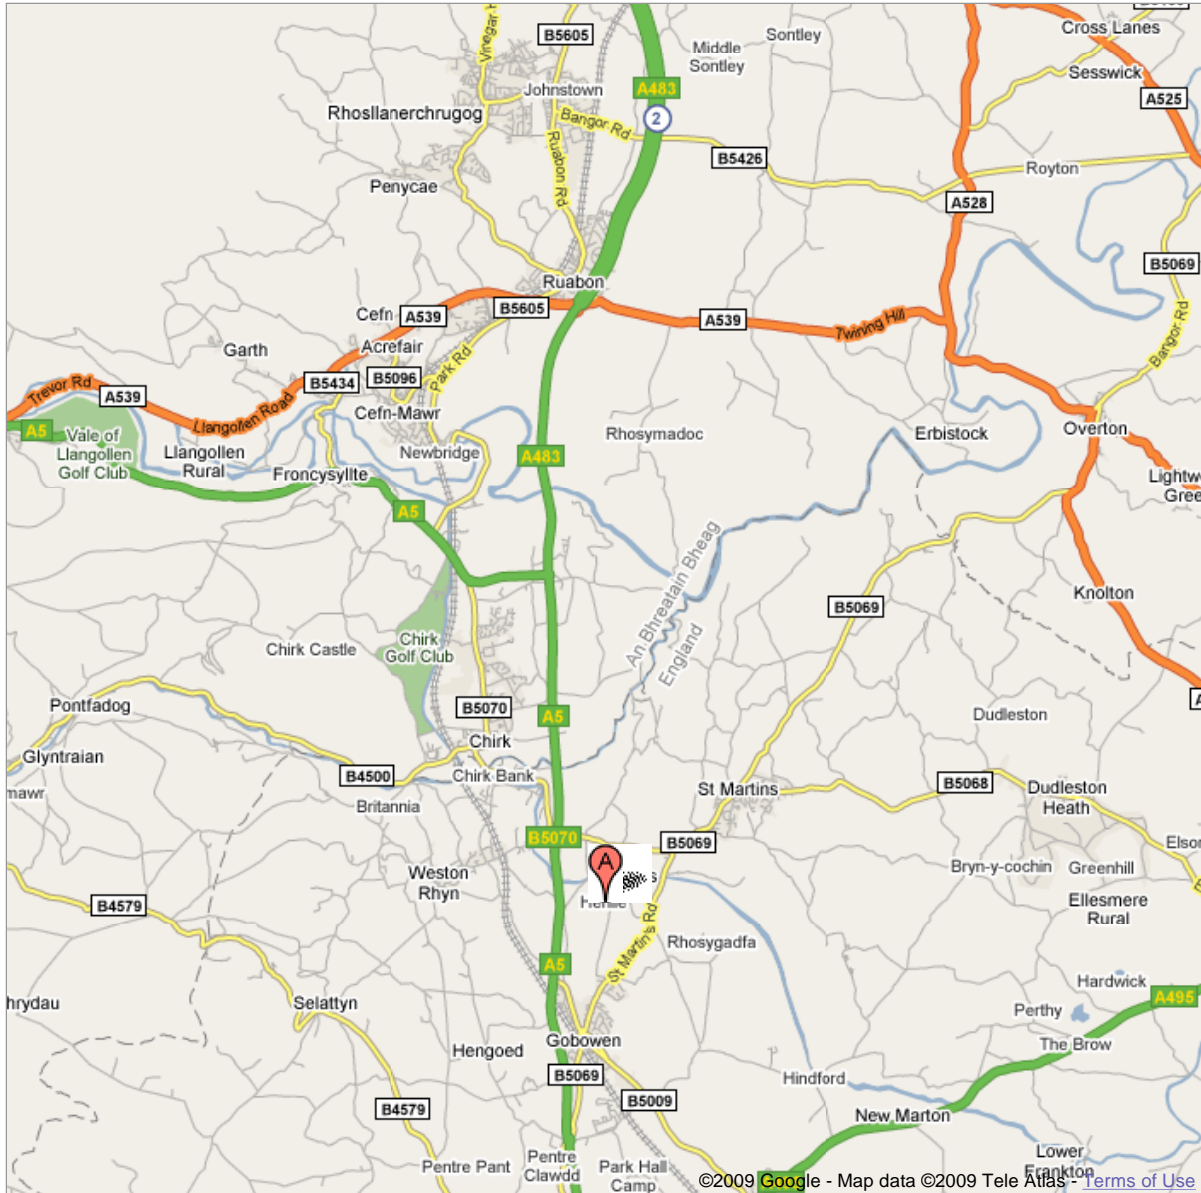 Cross Lanes
Sontley
B5605
Middle
Sontley
Sesswick
Johnstown
A483
A525
Rhosllanerchrugog
Bangor Rd
2
Ruabon Rd
B5426
Royton
Penycae
A528
B5069
Ruabon
B5605
Cefn
A539
A539
Twining Hill
Bangor Rd
Garth
Acrefair
Park Rd
B5434
B5096
Trevor Rd
A539
Llangollen Road
Cefn-Mawr
A5
Vale of
Llangollen
Golf Club
Llangollen
Rural
Newbridge
Rhosymadoc
Erbistock
Overton
A483
Froncysyllte
A5
An Bhreatain Bheag
England
Knolton
B5069
Chirk Castle
Chirk
Golf Club
Pontfadog
B5070
A5
Dudleston
Chirk
Glyntraian
B4500
Chirk Bank
St Martins
B5068
Dudleston
Heath
mawr
Britannia
B5070
B5069
A
Weston
Rhyn
Bryn-y-cochin
Greenhill
B4579
Ellesmere
Rural
St Martin's Rd
Rhosygadfa
A5
Hardwick
A495
hrydau
Selattyn
Perthy
Gobowen
Hengoed
The Brow
B5069
Hindford
B4579
B5009
New Marton
Pentre Pant
Pentre
Clawdd
Park Hall
Camp
Lower
Frankton
©2009 Google - Map data ©2009 Tele Atlas - Terms of Use